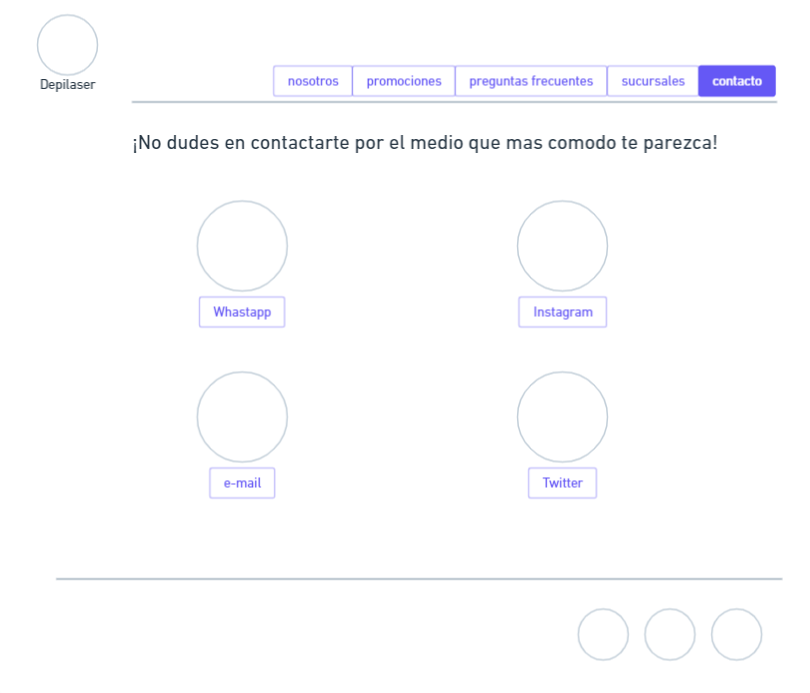 Depilaser
nosotros promociones preguntas frecuentes sucursales contacto
¡No dudes en contactarte por el medio que mas comodo te parezca!
Whastapp Instagram
e-mail Twitter